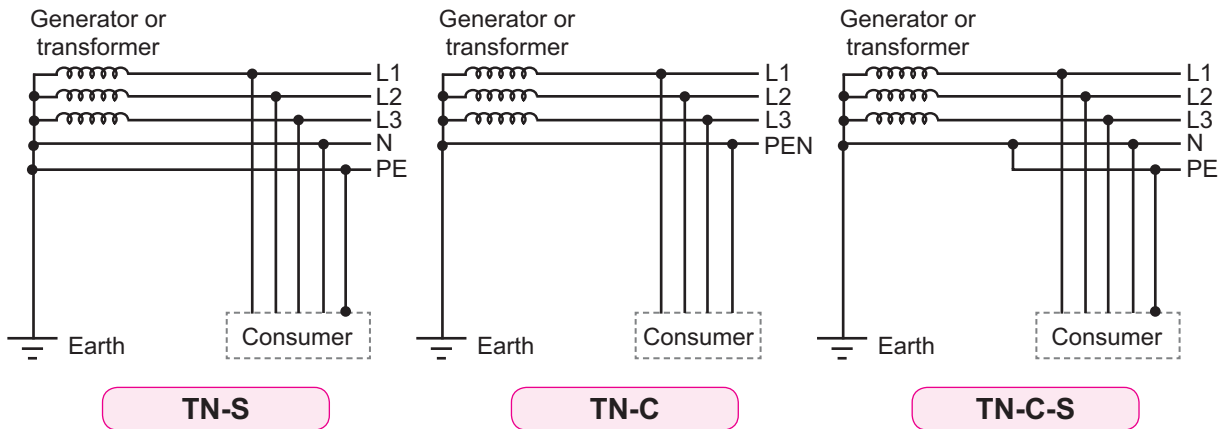 Generator or
transformer
L1
L2
L3
N
PE
Consumer
Earth
TN-S
Generator or
transformer
L1
L2
L3
PEN
Consumer
Earth
TN-C
Generator or
transformer
L1
L2
L3
N
PE
Consumer
Earth
TN-C-S